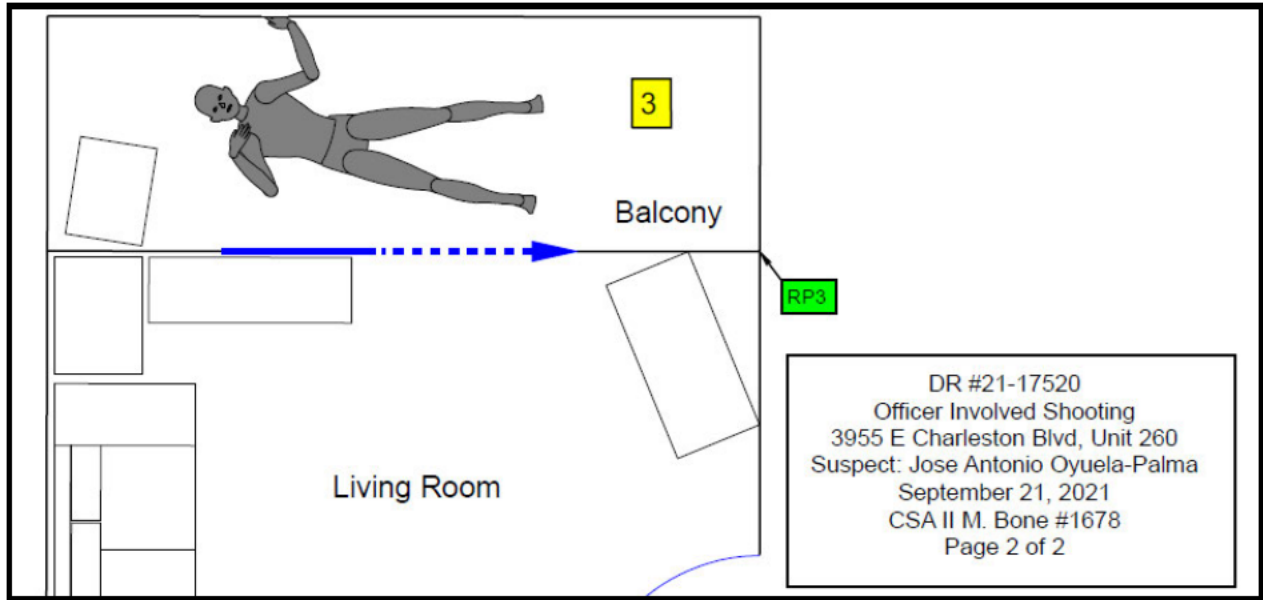 3
Balcony
RP3
Living Room
DR #21-17520
Officer Involved Shooting
3955 E Charleston Blvd, Unit 260
Suspect: Jose Antonio Oyuela-Palma
September 21, 2021
CSA II M. Bone #1678
Page 2 of 2